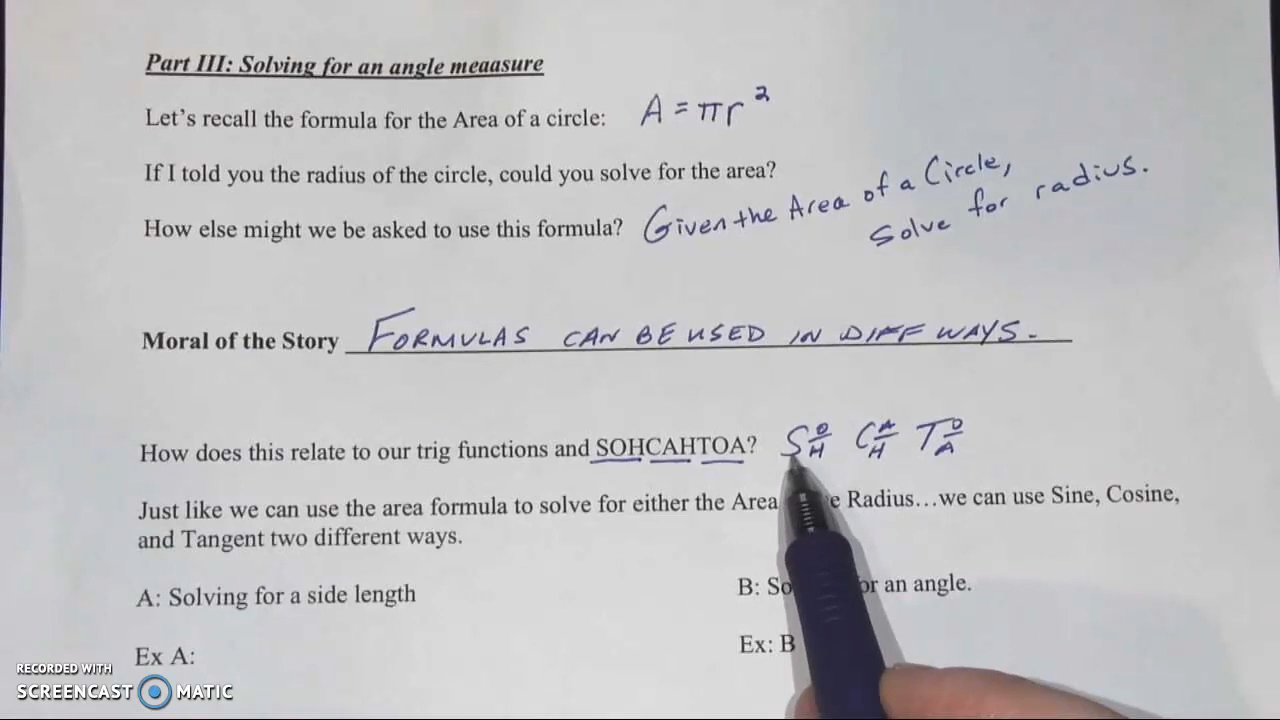 Part III: Solving for an angle meaasure
Let's recall the formula for the Area of a circle: A = πr²
If I told you the radius of the circle, could you solve for the area?
How else might we be asked to use this formula? Given the Area of a Circle,
Solve for radius.
Moral of the Story FORMULAS CAN BE USED IN DIFF WAYS.
How does this relate to our trig functions and SOHCAHTOA? S O/H C A/H T O/A
Just like we can use the area formula to solve for either the Area Radius...we can use Sine, Cosine,
and Tangent two different ways.
A: Solving for a side length
B: So or an angle.
Ex A:
Ex: B
RECORDED WITH
SCREENCAST MATIC